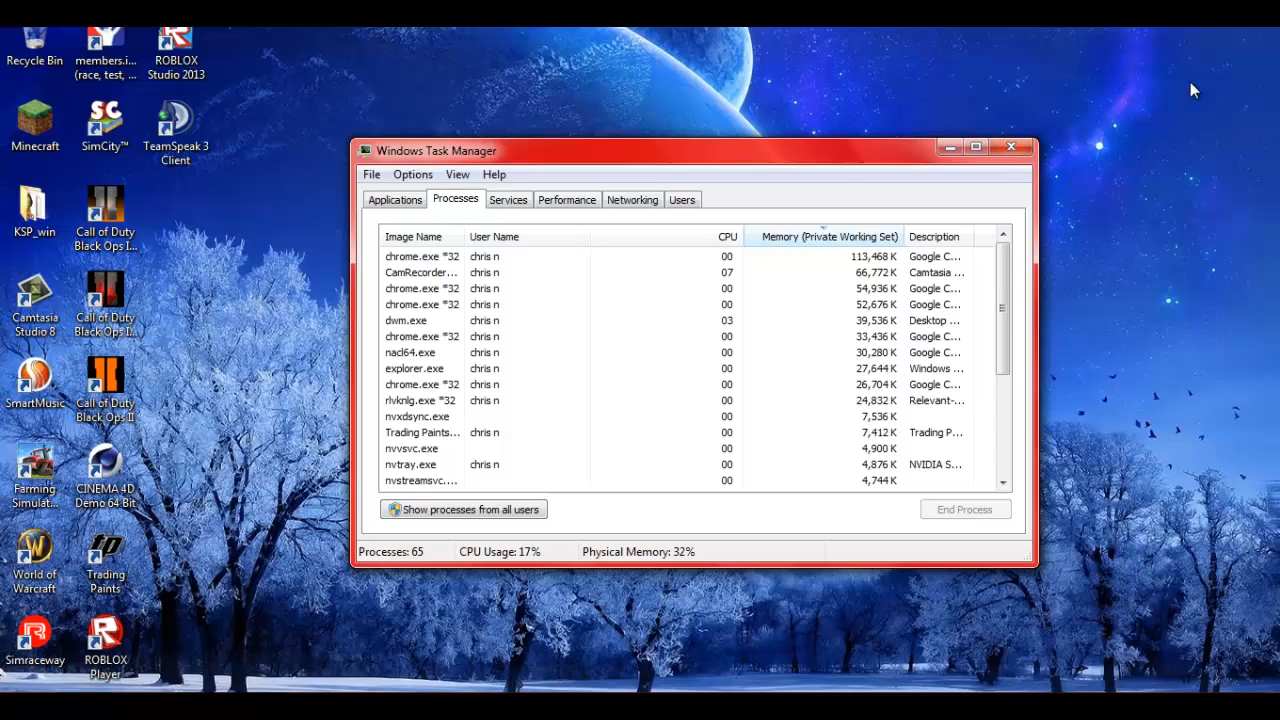 Recycle Bin
members.i...
(race, test, ...
ROBLOX
Studio 2013
Minecraft
SC
SimCity™
TeamSpeak 3
Client
KSP_win
Call of Duty
Black Ops I...
Camtasia
Studio 8
Call of Duty
Black Ops I...
SmartMusic
Call of Duty
Black Ops II
Farming
Simulat...
CINEMA 4D
Demo 64 Bit
World of
Warcraft
Trading
Paints
Simraceway
ROBLOX
Player
Windows Task Manager
File Options View Help
Applications Processes Services Performance Networking Users
Image Name User Name CPU Memory (Private Working Set) Description
chrome.exe *32 chris n 00 113,468 K Google C...
CamRecorder... chris n 07 66,772 K Camtasia ...
chrome.exe *32 chris n 00 54,936 K Google C...
chrome.exe *32 chris n 00 52,676 K Google C...
dwm.exe chris n 03 39,536 K Desktop ...
chrome.exe *32 chris n 00 33,436 K Google C...
nacl64.exe chris n 00 30,280 K Google C...
explorer.exe chris n 00 27,644 K Windows ...
chrome.exe *32 chris n 00 26,704 K Google C...
rlvknlg.exe *32 chris n 00 24,832 K Relevant-...
nvxdsync.exe 00 7,536 K
Trading Paints... chris n 00 7,412 K Trading P...
nvvsvc.exe 00 4,900 K
nvtray.exe chris n 00 4,876 K NVIDIA S...
nvstreamsvc.... 00 4,744 K
Show processes from all users
End Process
Processes: 65 CPU Usage: 17% Physical Memory: 32%